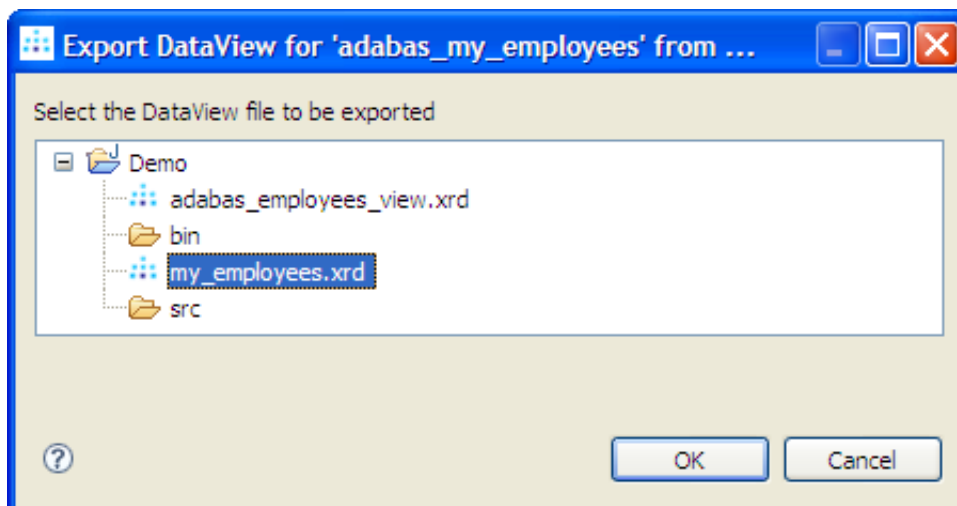 Export DataView for 'adabas_my_employees' from ...
Select the DataView file to be exported
Demo
adabas_employees_view.xrd
bin
my_employees.xrd
src
?
OK Cancel